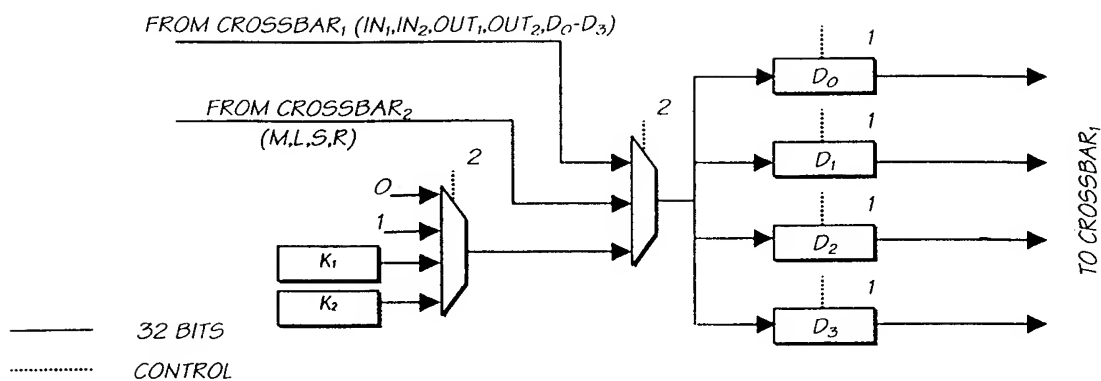 FROM CROSSBAR₁ (IN₁,IN₂,OUT₁,OUT₂,D₀-D₃)
FROM CROSSBAR₂
(M,L,S,R)
2
2
0
1
K₁
K₂
1
D₀
1
D₁
1
D₂
1
D₃
TO CROSSBAR₁
32 BITS
CONTROL